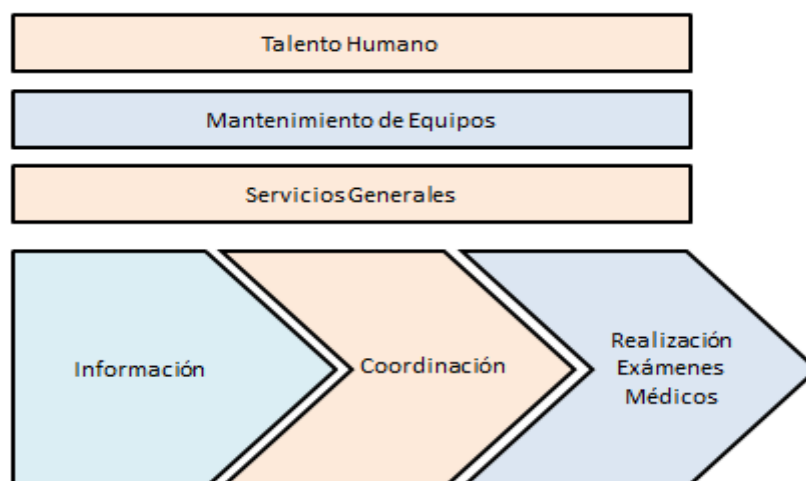 Talento Humano
Mantenimiento de Equipos
Servicios Generales
Información
Coordinación
Realización
Exámenes
Médicos